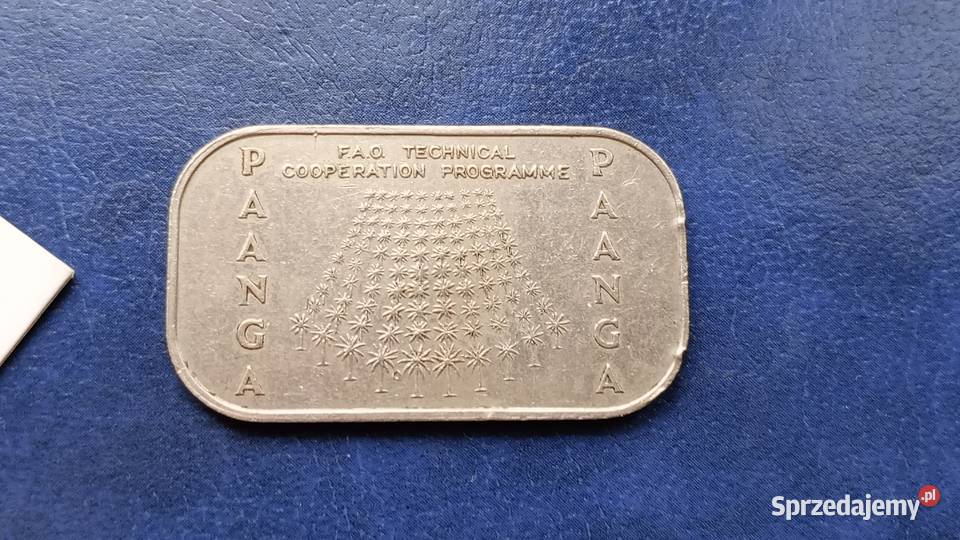 F.A.O. TECHNICAL
COOPERATION PROGRAMME
PAANGA
PAANGA
Sprzedajemy.pl